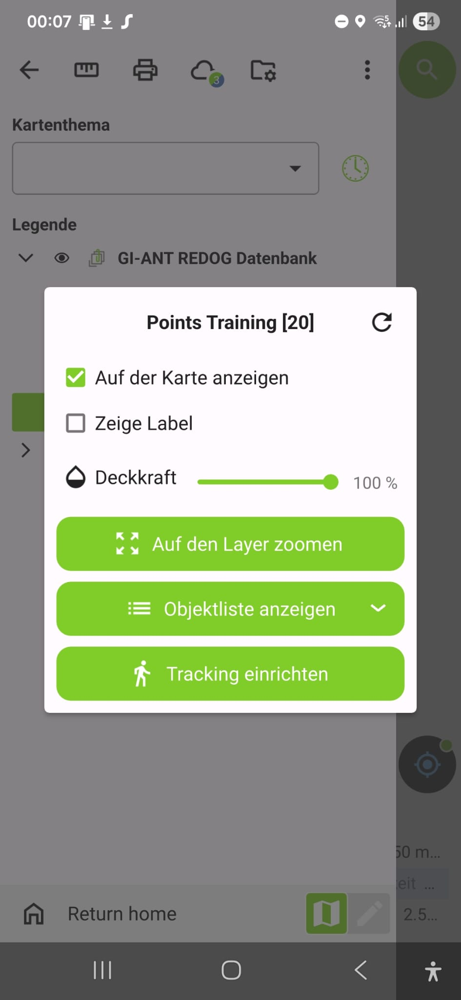 00:07
5
54
3
Kartenthema
Legende
GI-ANT REDOG Datenbank
Points Training [20]
Auf der Karte anzeigen
Zeige Label
Deckkraft
100 %
Auf den Layer zoomen
Objektliste anzeigen
Tracking einrichten
50 m...
eit ...
Return home
2.5...